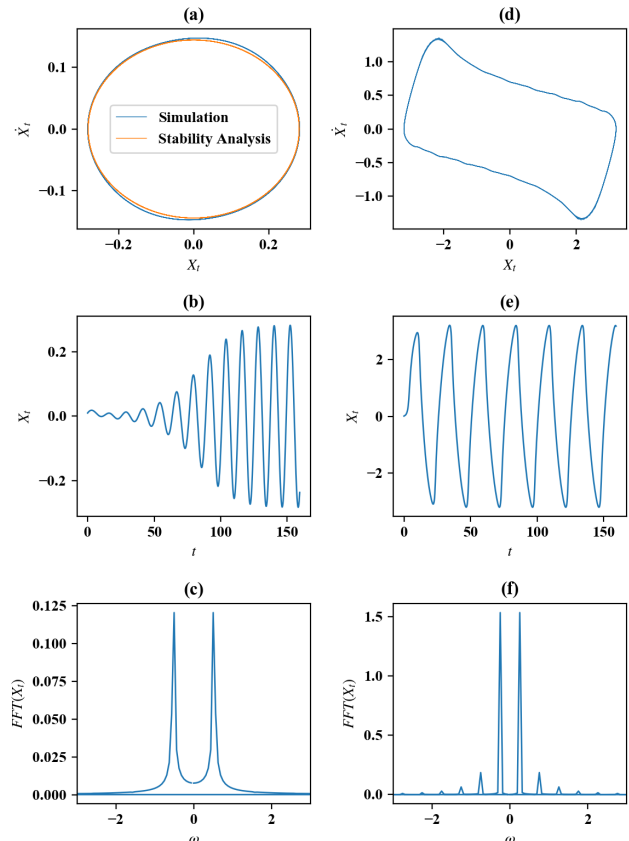 (a)
0.1
0.0
−0.1
Ẋt
Simulation
Stability Analysis
−0.2
0.0
0.2
Xt
(d)
1.0
0.5
0.0
−0.5
−1.0
Ẋt
−2
0
2
Xt
(b)
0.2
0.0
−0.2
Xt
0
50
100
150
t
(e)
2
0
−2
Xt
0
50
100
150
t
(c)
0.125
0.100
0.075
0.050
0.025
0.000
FFT(Xt)
−2
0
2
ω
(f)
1.5
1.0
0.5
0.0
FFT(Xt)
−2
0
2
ω